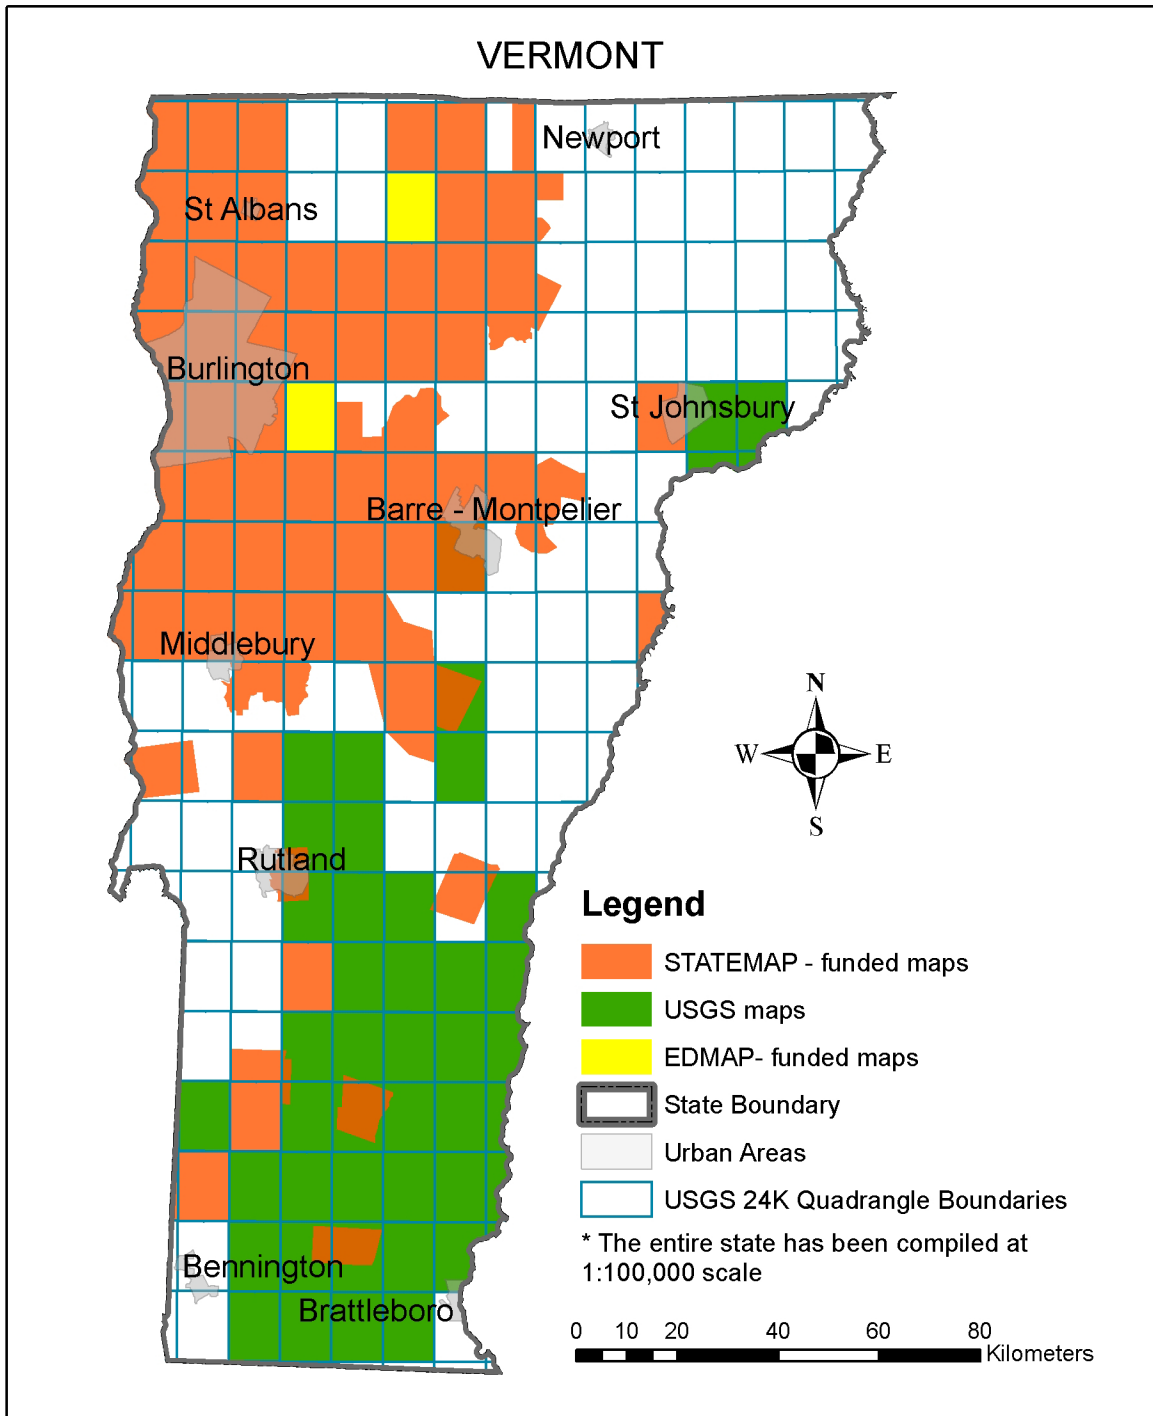 VERMONT
Newport
St Albans
Burlington
St Johnsbury
Barre - Montpelier
Middlebury
N
W
E
S
Rutland
Legend
STATEMAP - funded maps
USGS maps
EDMAP- funded maps
State Boundary
Urban Areas
USGS 24K Quadrangle Boundaries
* The entire state has been compiled at
1:100,000 scale
Bennington
Brattleboro
0 10 20 40 60 80
Kilometers